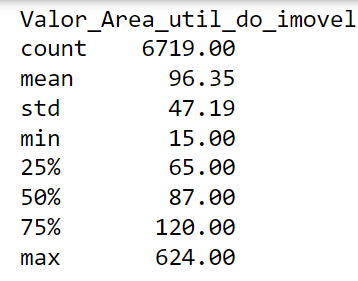 Valor_Area_util_do_imovel
count 6719.00
mean 96.35
std 47.19
min 15.00
25% 65.00
50% 87.00
75% 120.00
max 624.00